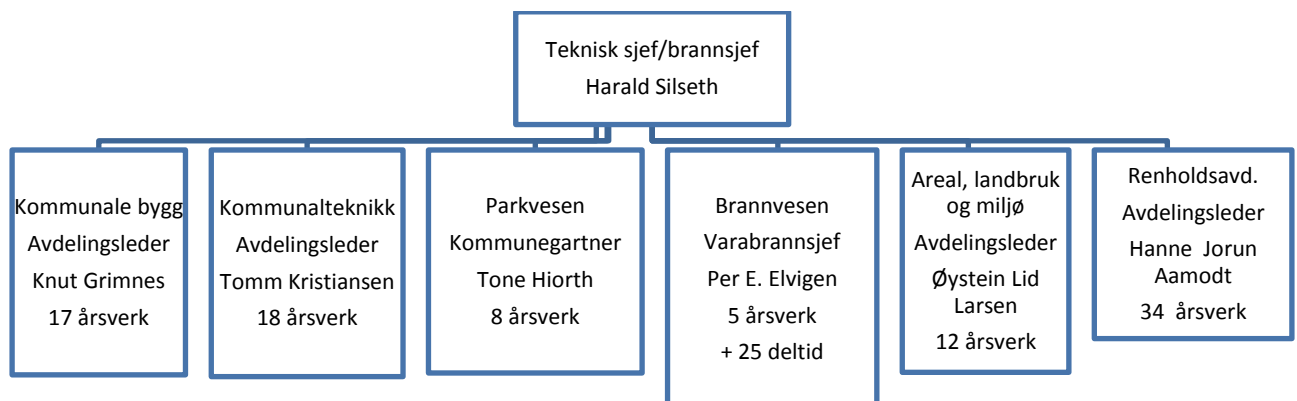 Teknisk sjef/brannsjef
Harald Silseth
Kommunale bygg
Avdelingsleder
Knut Grimnes
17 årsverk
Kommunalteknikk
Avdelingsleder
Tomm Kristiansen
18 årsverk
Parkvesen
Kommunegartner
Tone Hiorth
8 årsverk
Brannvesen
Varabrannsjef
Per E. Elvigen
5 årsverk
+ 25 deltid
Areal, landbruk
og miljø
Avdelingsleder
Øystein Lid
Larsen
12 årsverk
Renholdsavd.
Avdelingsleder
Hanne Jorun
Aamodt
34 årsverk